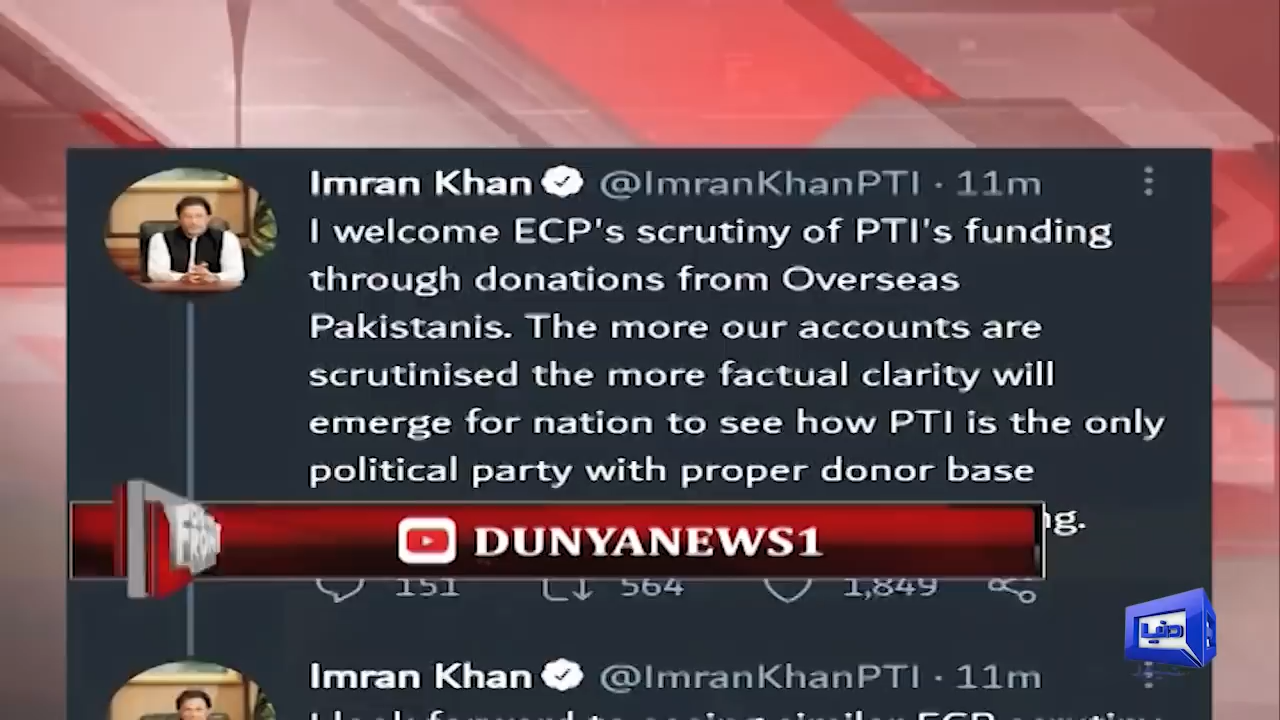 Imran Khan @ImranKhanPTI · 11m
I welcome ECP's scrutiny of PTI's funding
through donations from Overseas
Pakistanis. The more our accounts are
scrutinised the more factual clarity will
emerge for nation to see how PTI is the only
political party with proper donor base
DUNYANEWS1
151 564 1,849
دنیا
Imran Khan @ImranKhanPTI · 11m